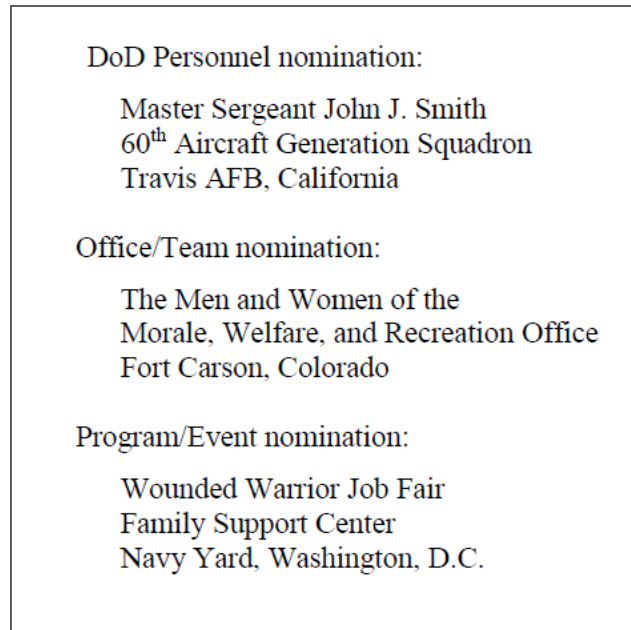 DoD Personnel nomination:
Master Sergeant John J. Smith
60th Aircraft Generation Squadron
Travis AFB, California
Office/Team nomination:
The Men and Women of the
Morale, Welfare, and Recreation Office
Fort Carson, Colorado
Program/Event nomination:
Wounded Warrior Job Fair
Family Support Center
Navy Yard, Washington, D.C.